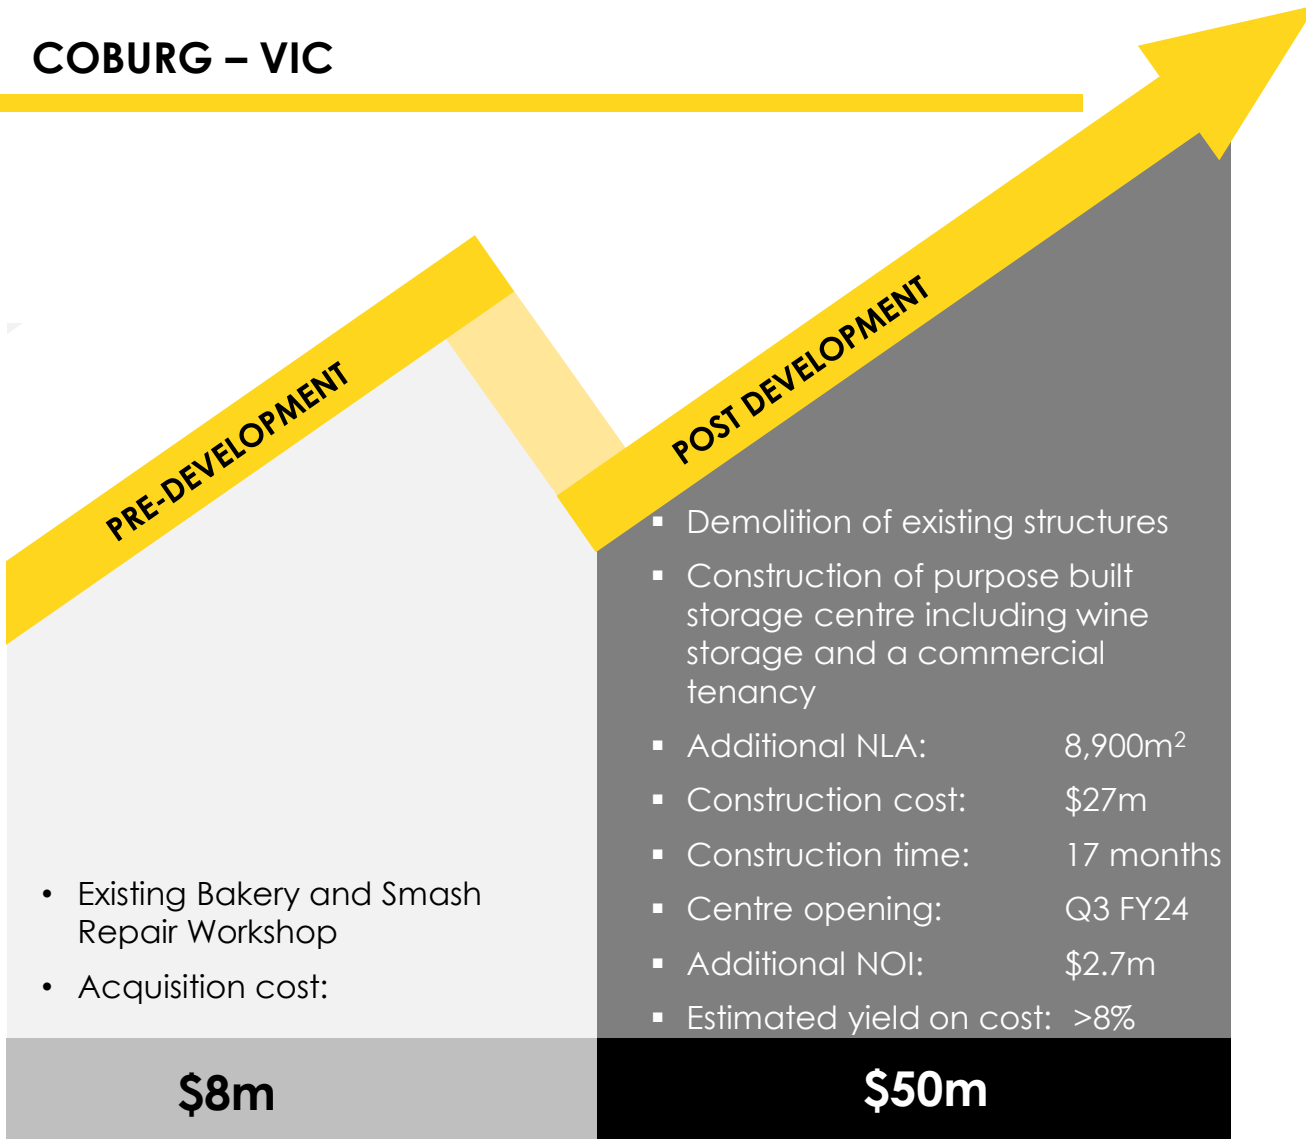 COBURG – VIC
PRE-DEVELOPMENT
• Existing Bakery and Smash
Repair Workshop
• Acquisition cost:
$8m
POST DEVELOPMENT
▪ Demolition of existing structures
▪ Construction of purpose built
storage centre including wine
storage and a commercial
tenancy
▪ Additional NLA: 8,900m²
▪ Construction cost: $27m
▪ Construction time: 17 months
▪ Centre opening: Q3 FY24
▪ Additional NOI: $2.7m
▪ Estimated yield on cost: >8%
$50m